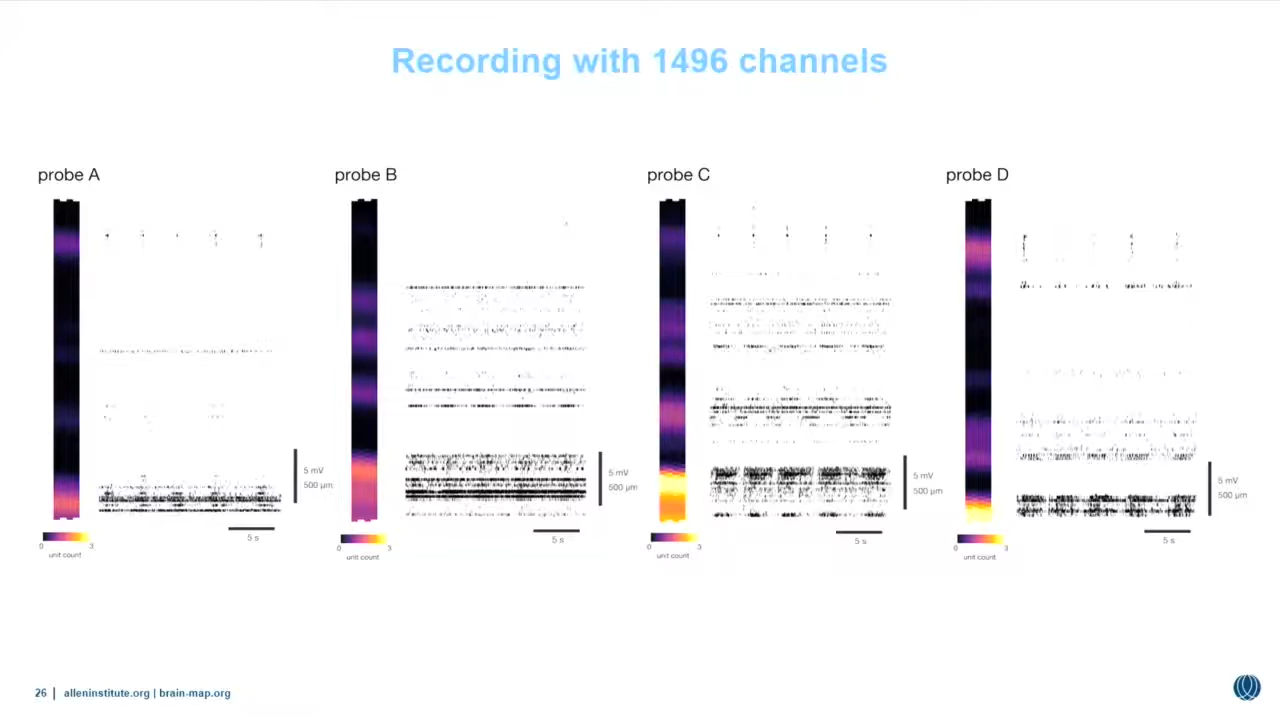 Recording with 1496 channels
probe A
probe B
probe C
probe D
5 mV
500 µm
5 s
0
3
unit count
5 mV
500 µm
5 s
0
3
unit count
5 mV
500 µm
5 s
0
3
unit count
5 mV
500 µm
5 s
0
3
unit count
26 | alleninstitute.org | brain-map.org